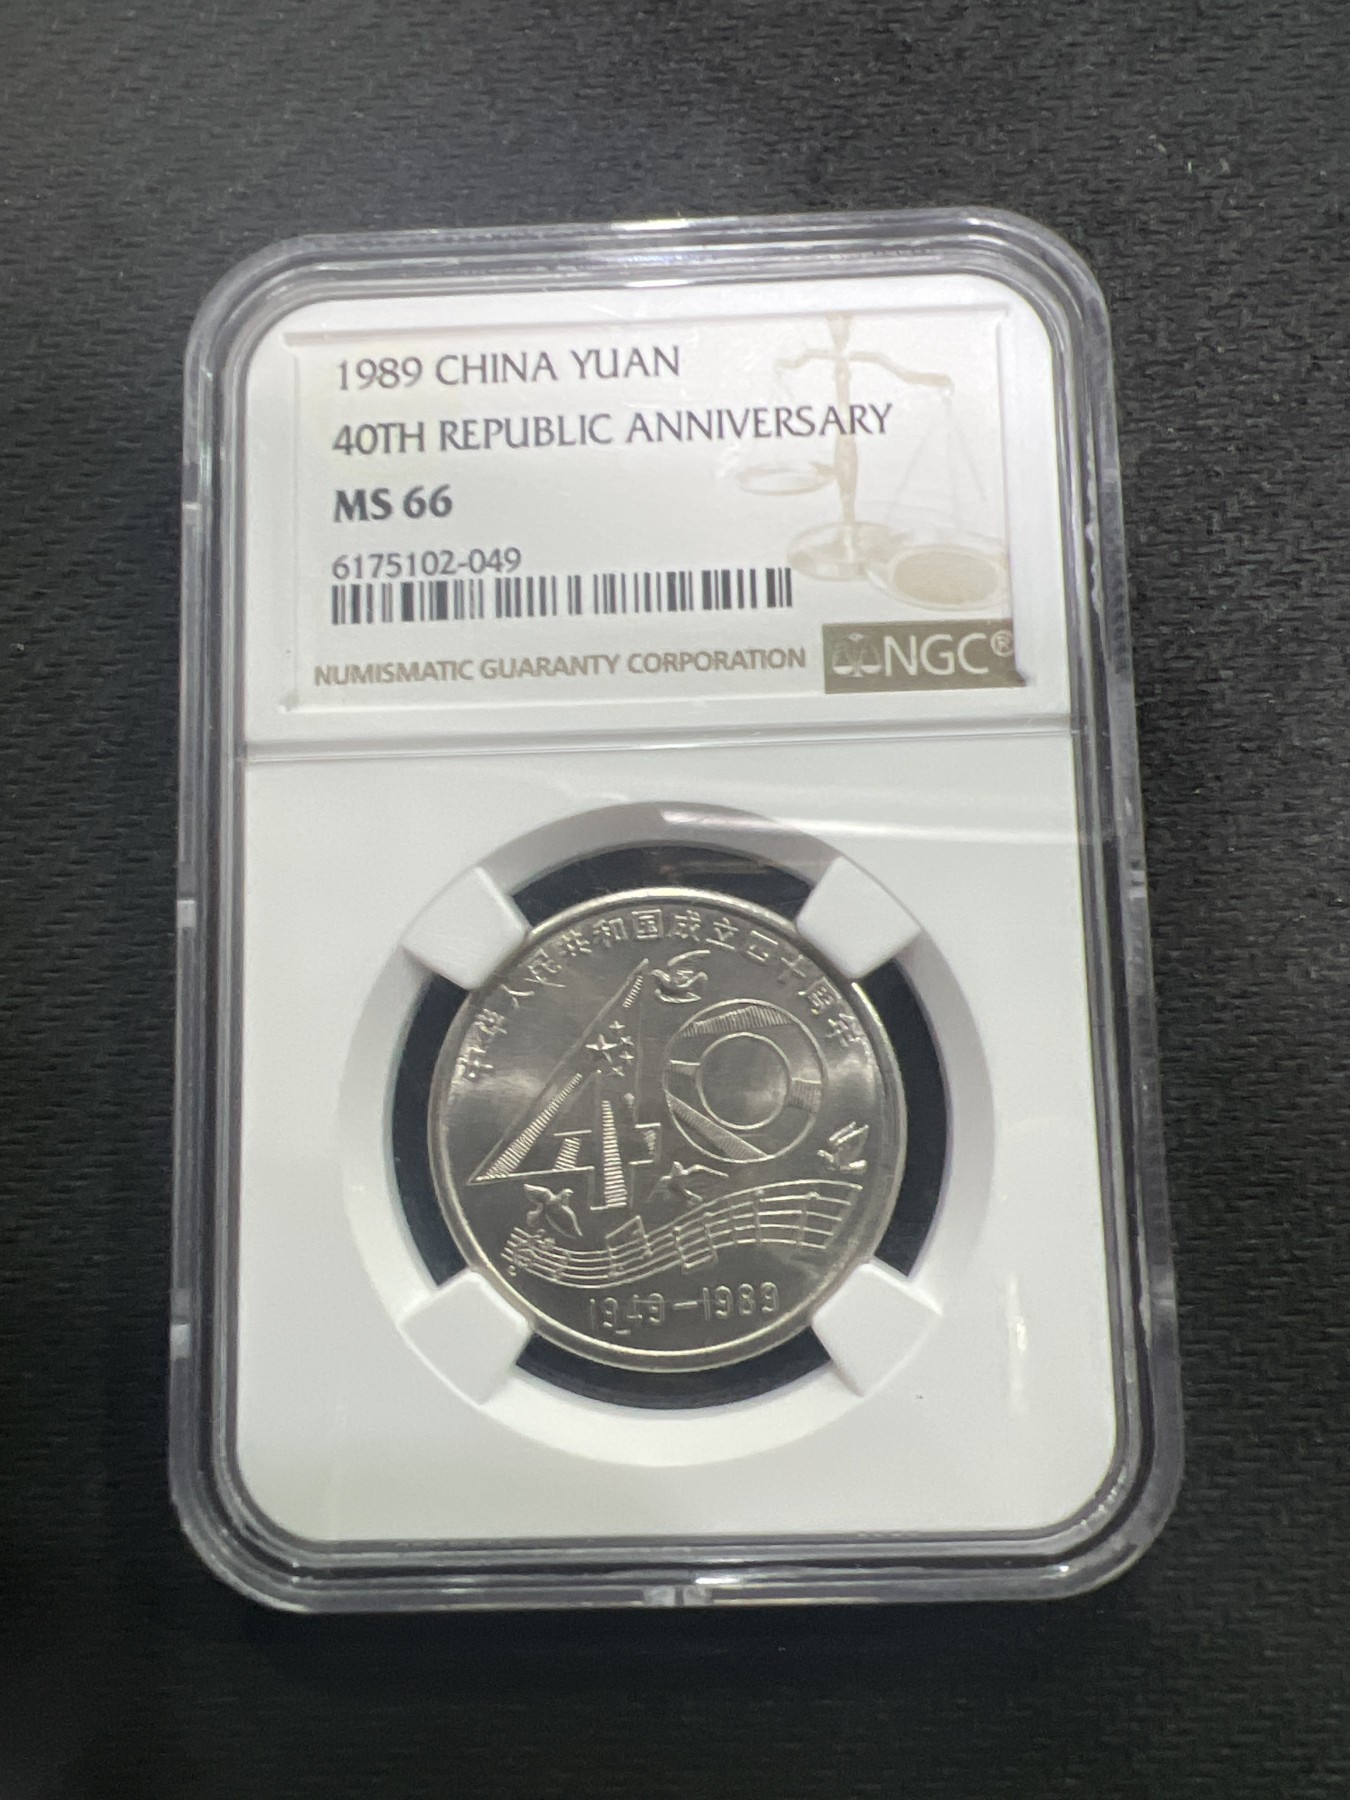 1989 CHINA YUAN
40TH REPUBLIC ANNIVERSARY
MS 66
6175102-049
NUMISMATIC GUARANTY CORPORATION
NGC®
中华人民共和国成立四十周年
40
1949—1989